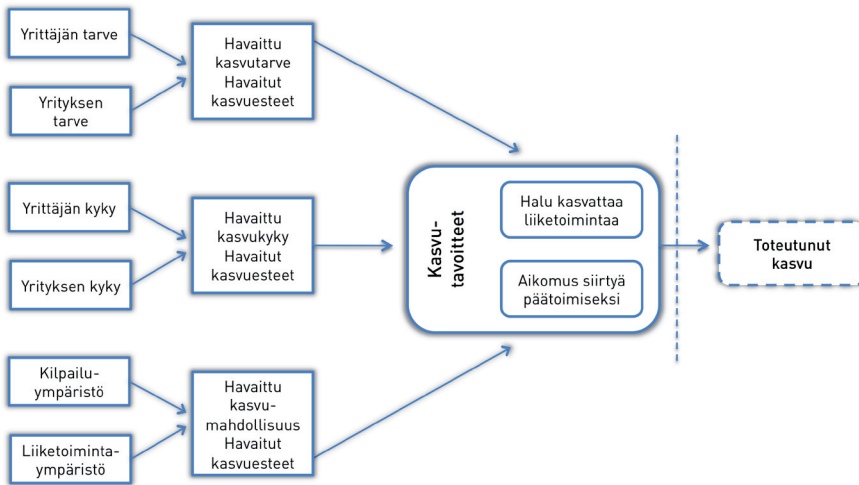 Yrittäjän tarve
Yrityksen
tarve
Havaittu
kasvutarve
Havaitut
kasvuesteet
Yrittäjän kyky
Yrityksen kyky
Havaittu
kasvukyky
Havaitut
kasvuesteet
Kilpailu-
ympäristö
Liiketoiminta-
ympäristö
Havaittu
kasvu-
mahdollisuus
Havaitut
kasvuesteet
Kasvu-
tavoitteet
Halu kasvattaa
liiketoimintaa
Aikomus siirtyä
päätoimiseksi
Toteutunut
kasvu